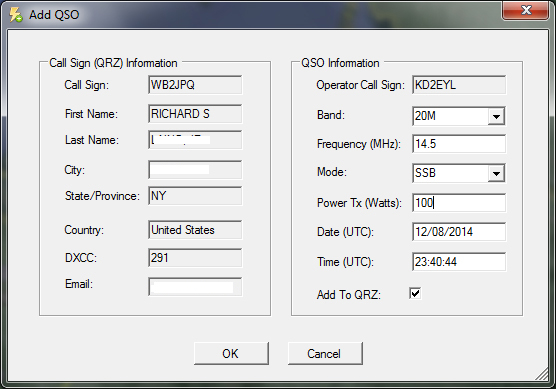 Add QSO
Call Sign (QRZ) Information
Call Sign: WB2JPQ
First Name: RICHARD S
Last Name:
City:
State/Province: NY
Country: United States
DXCC: 291
Email:
QSO Information
Operator Call Sign: KD2EYL
Band: 20M
Frequency (MHz): 14.5
Mode: SSB
Power Tx (Watts): 100
Date (UTC): 12/08/2014
Time (UTC): 23:40:44
Add To QRZ:
OK
Cancel